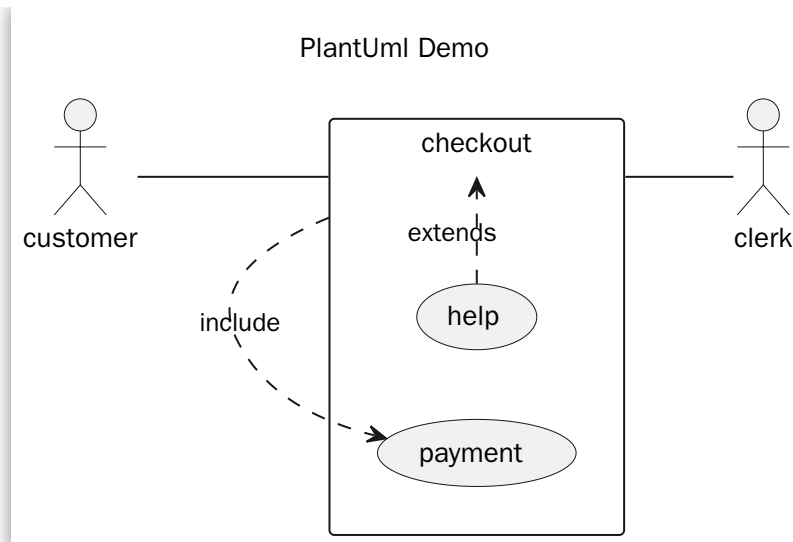 PlantUml Demo
checkout
extends
customer
clerk
help
include
payment